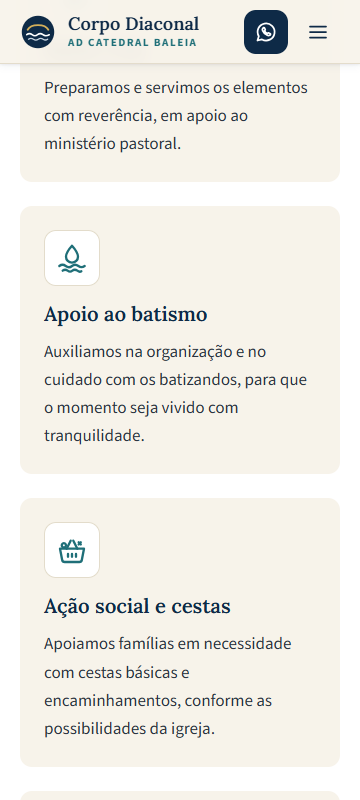 Corpo Diaconal
AD CATEDRAL BALEIA
Preparamos e servimos os elementos
com reverência, em apoio ao
ministério pastoral.
Apoio ao batismo
Auxiliamos na organização e no
cuidado com os batizandos, para que
o momento seja vivido com
tranquilidade.
Ação social e cestas
Apoiamos famílias em necessidade
com cestas básicas e
encaminhamentos, conforme as
possibilidades da igreja.